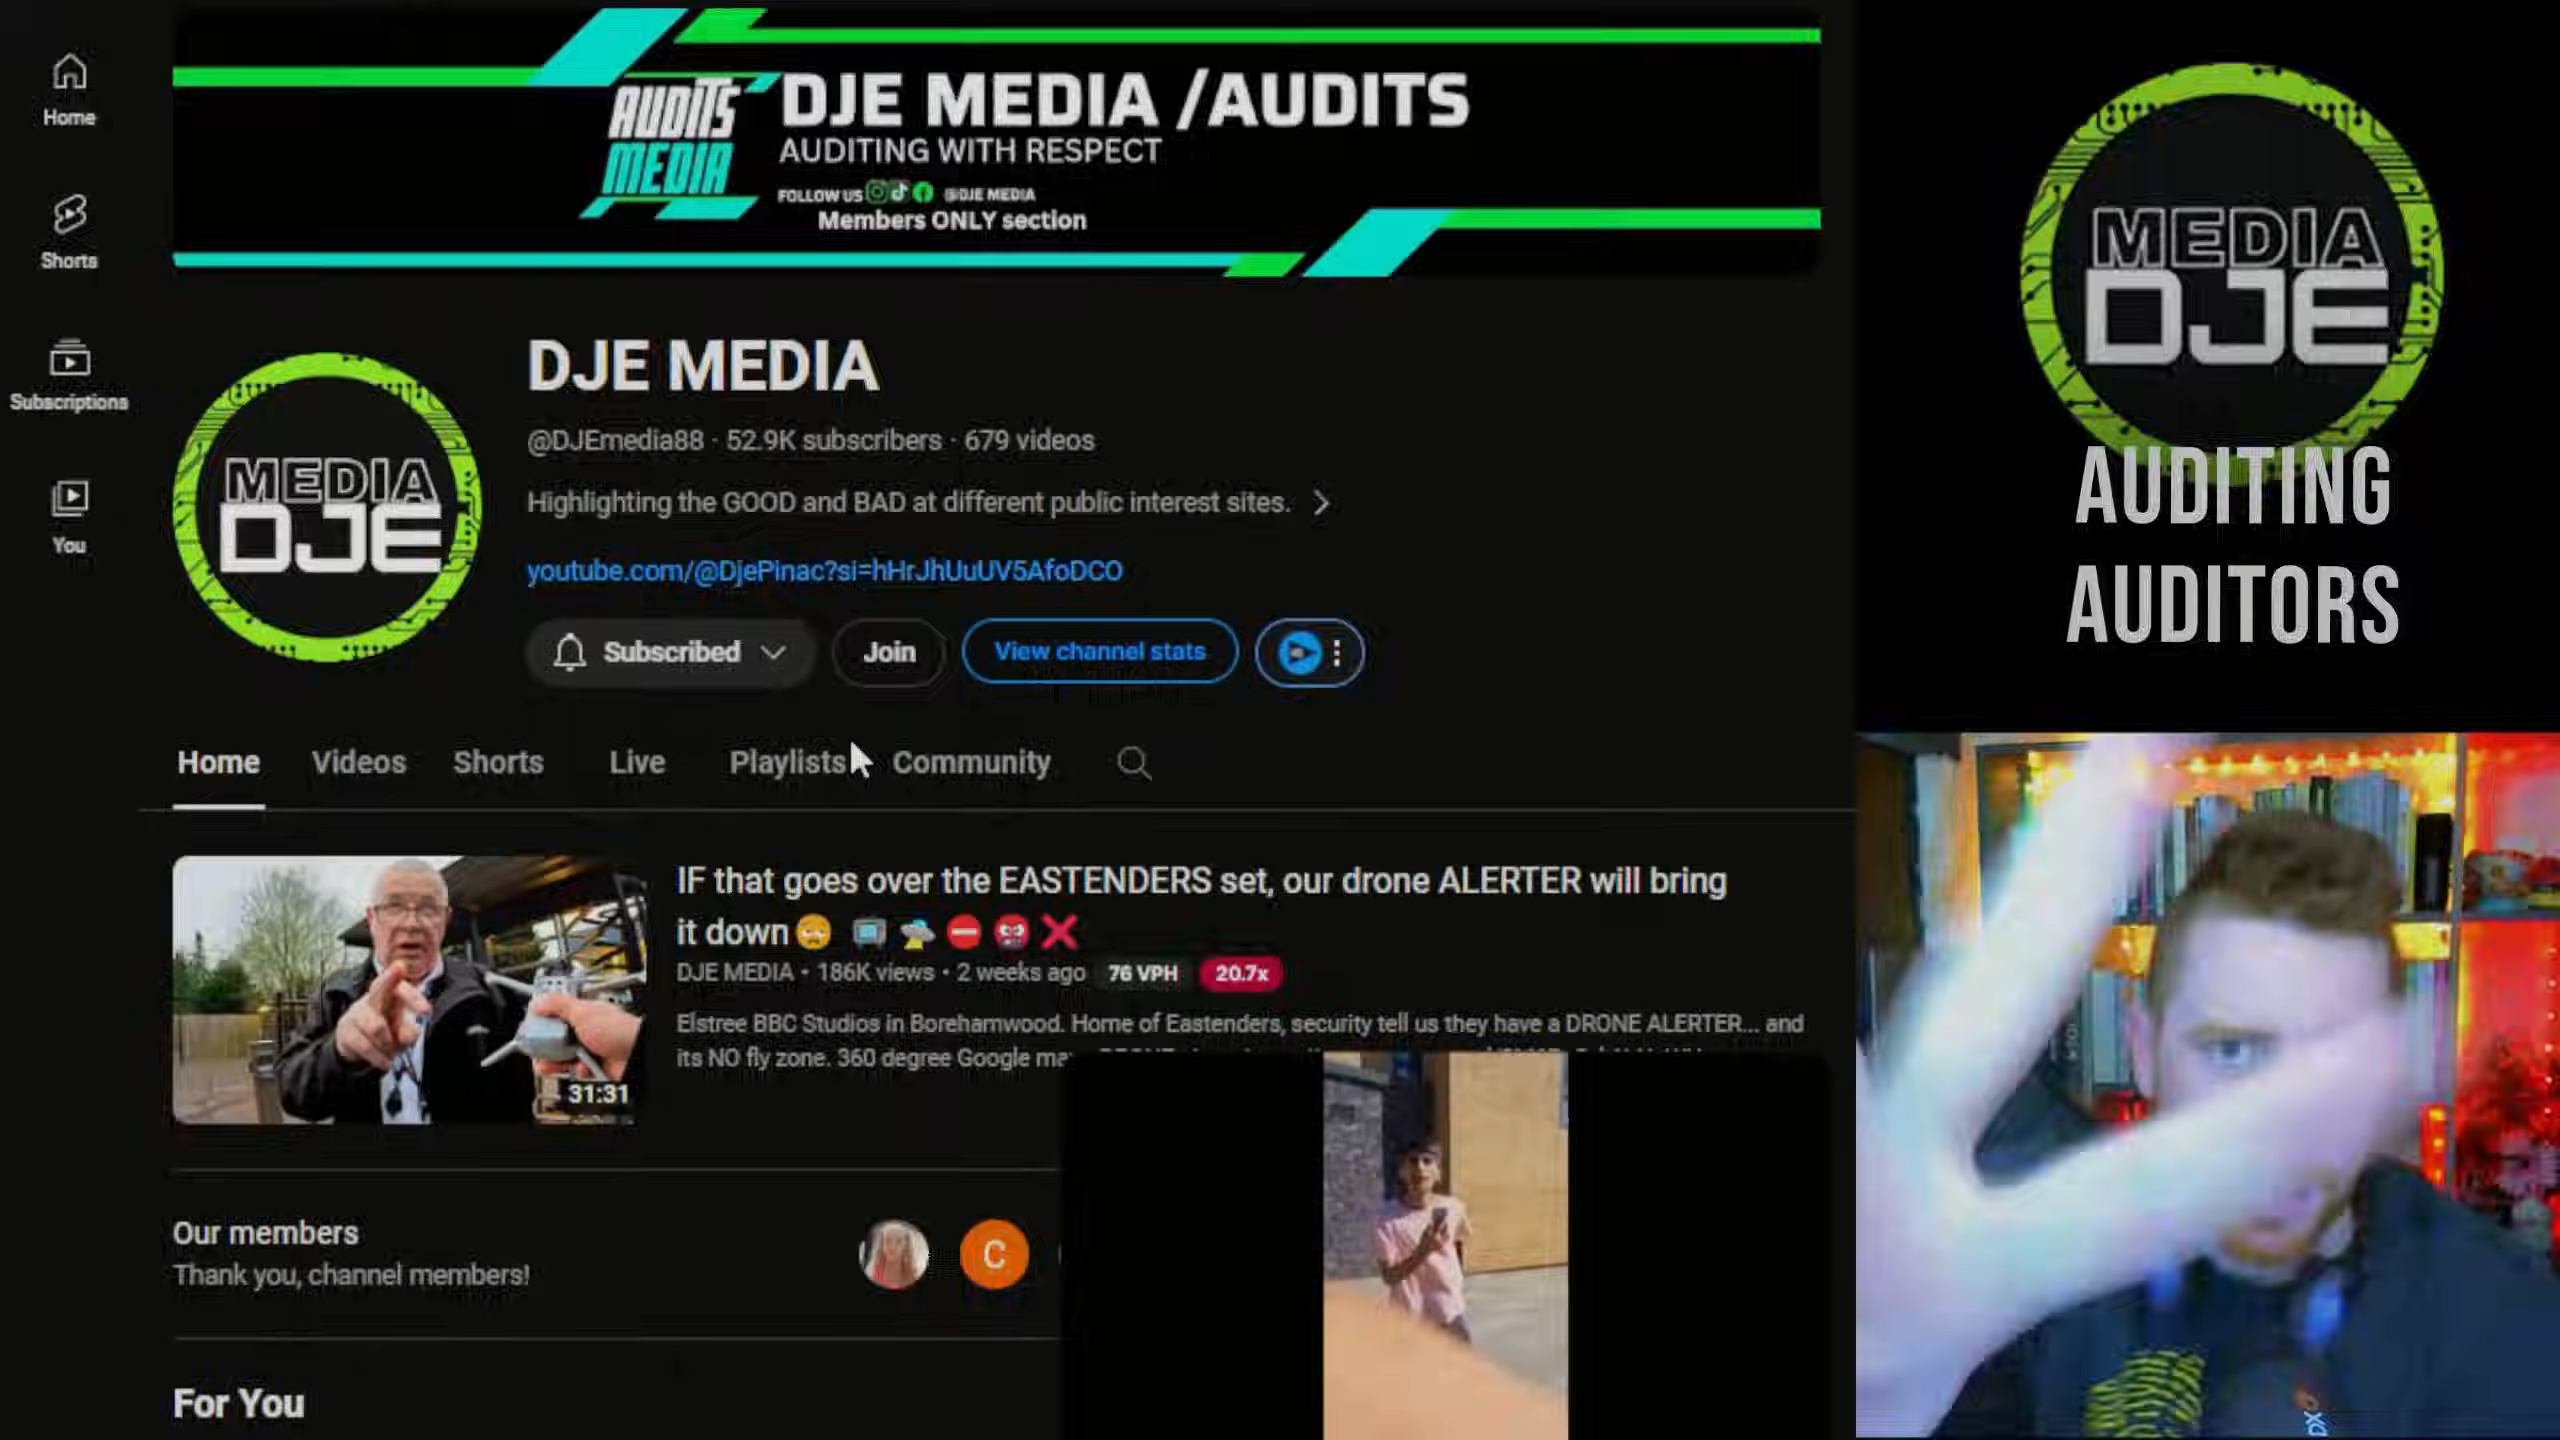 Home
Shorts
Subscriptions
You
AUDITS
MEDIA
DJE MEDIA /AUDITS
AUDITING WITH RESPECT
FOLLOW US @DJE MEDIA
Members ONLY section
MEDIA
DJE
DJE MEDIA
@DJEmedia88 · 52.9K subscribers · 679 videos
Highlighting the GOOD and BAD at different public interest sites.
youtube.com/@DjePinac?si=hHrJhUuUV5AfoDCO
Subscribed
Join
View channel stats
Home Videos Shorts Live Playlists Community
31:31
IF that goes over the EASTENDERS set, our drone ALERTER will bring
it down
DJE MEDIA • 186K views • 2 weeks ago 76 VPH 20.7x
Elstree BBC Studios in Borehamwood. Home of Eastenders, security tell us they have a DRONE ALERTER... and
its NO fly zone. 360 degree Google
Our members
Thank you, channel members!
C
For You
MEDIA
DJE
AUDITING
AUDITORS